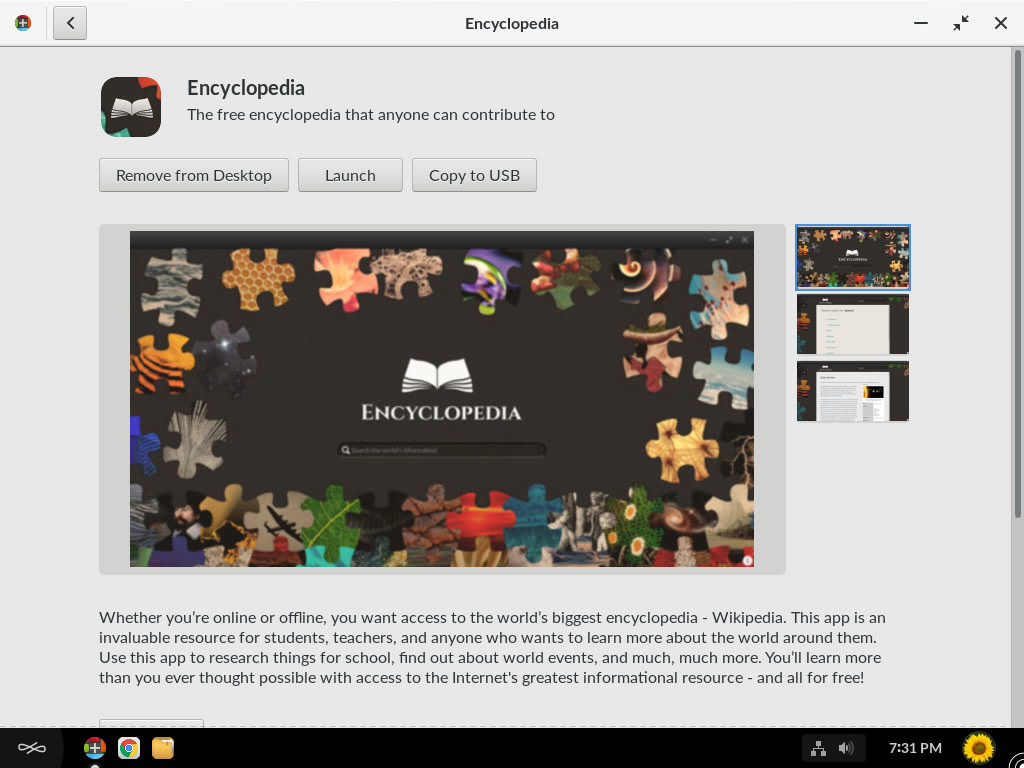 Encyclopedia
Encyclopedia
The free encyclopedia that anyone can contribute to
Remove from Desktop
Launch
Copy to USB
ENCYCLOPEDIA
Search the world's information!
ENCYCLOPEDIA
Whether you’re online or offline, you want access to the world’s biggest encyclopedia - Wikipedia. This app is an
invaluable resource for students, teachers, and anyone who wants to learn more about the world around them.
Use this app to research things for school, find out about world events, and much, much more. You’ll learn more
than you ever thought possible with access to the Internet's greatest informational resource - and all for free!
7:31 PM